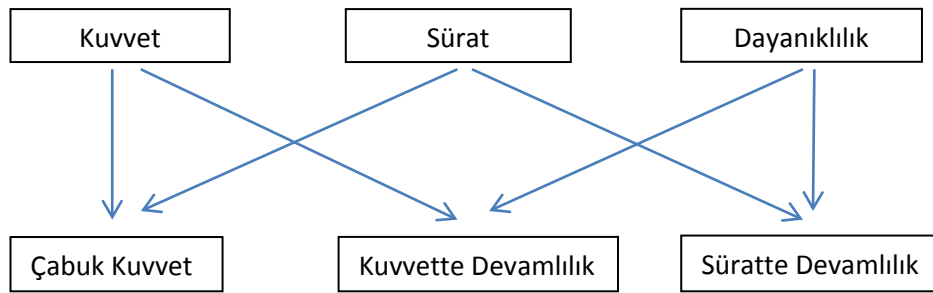 Kuvvet
Sürat
Dayanıklılık
Çabuk Kuvvet
Kuvvette Devamlılık
Süratte Devamlılık